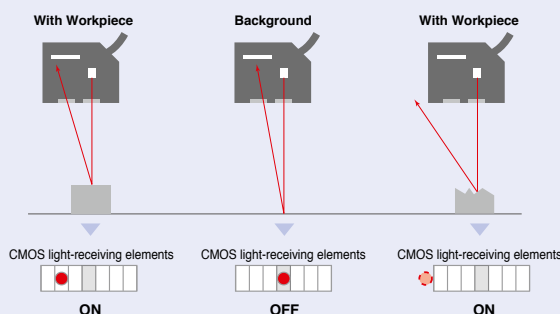 With Workpiece
Background
With Workpiece
CMOS light-receiving elements
CMOS light-receiving elements
CMOS light-receiving elements
ON
OFF
ON